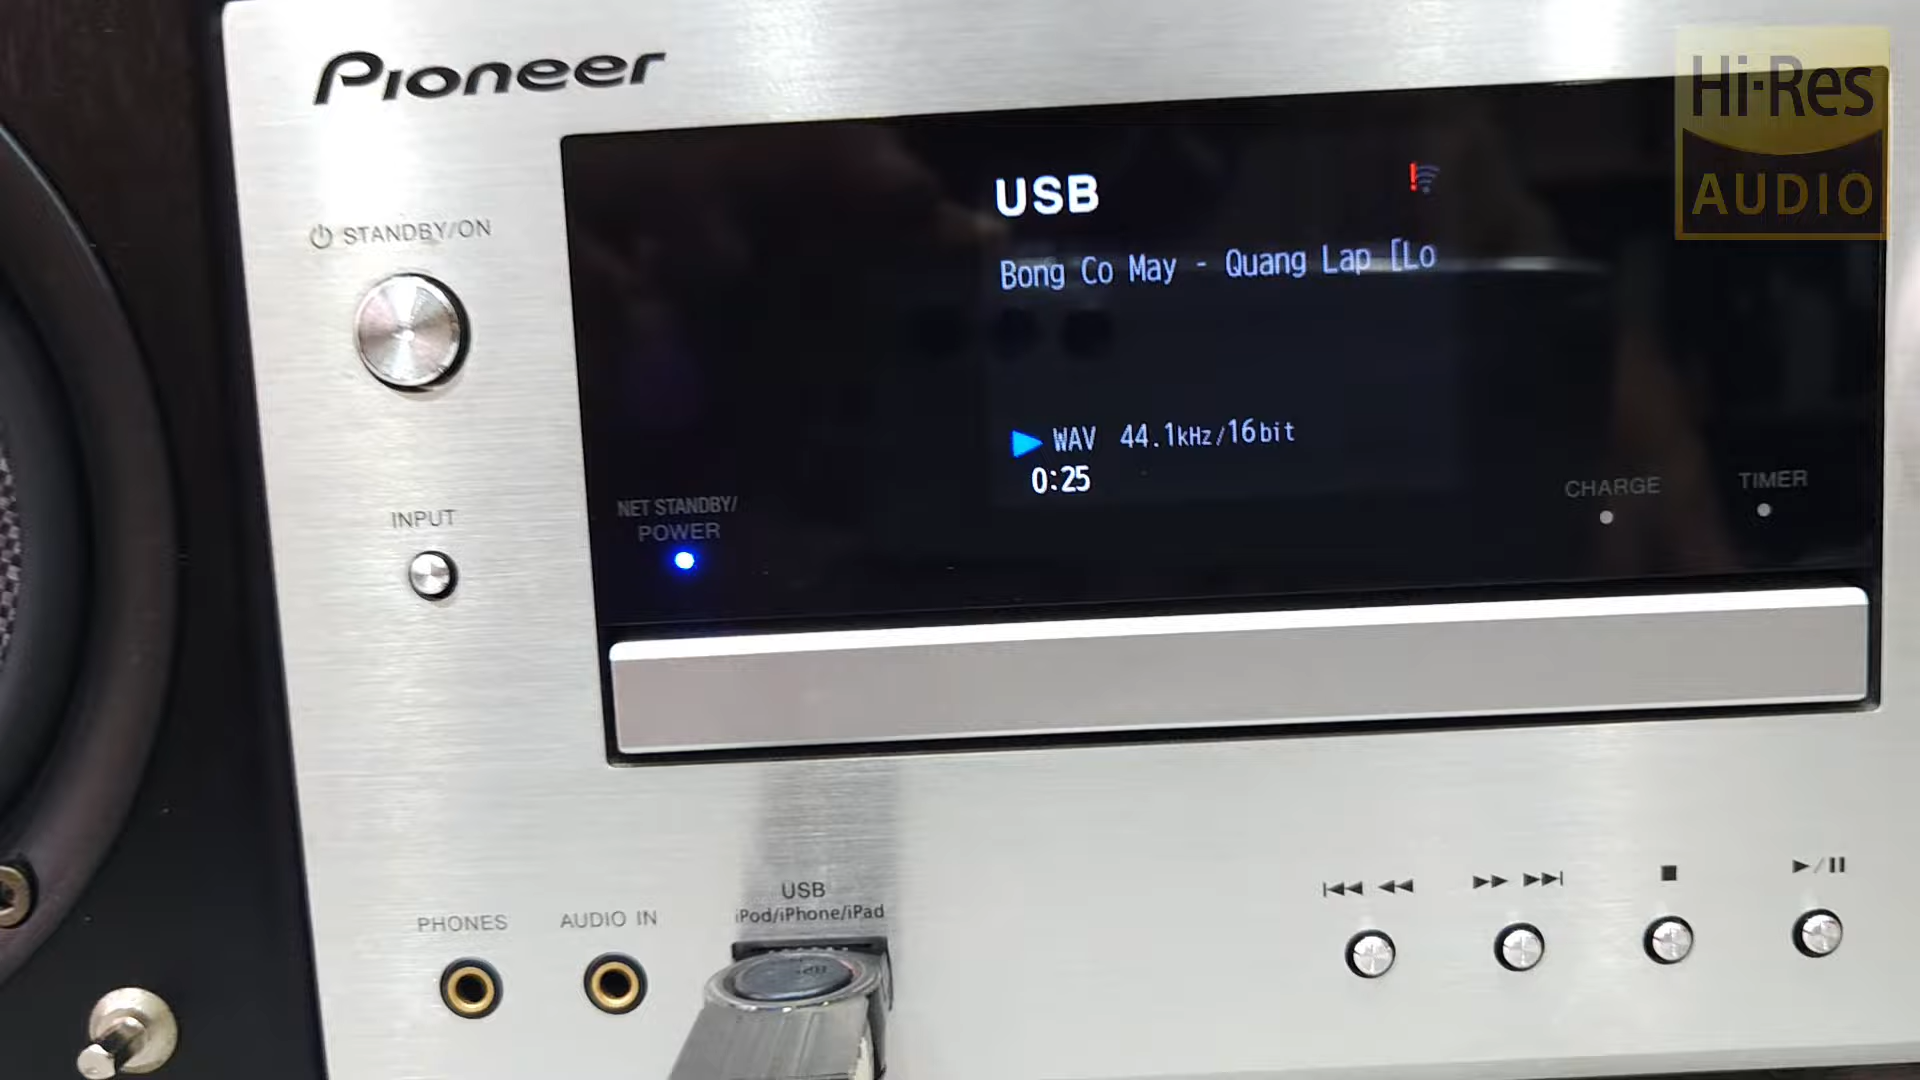 Pioneer
Hi-Res
AUDIO
USB
Bong Co May - Quang Lap [Lo
STANDBY/ON
WAV 44.1kHz/16bit
0:25
INPUT
NET STANDBY/
POWER
CHARGE
TIMER
PHONES
AUDIO IN
USB
iPod/iPhone/iPad